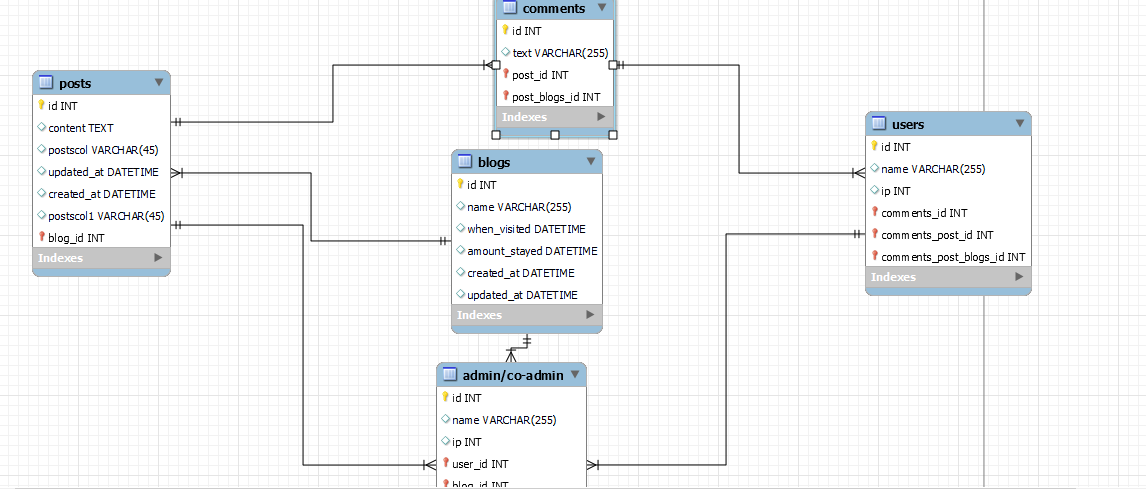 comments
id INT
text VARCHAR(255)
post_id INT
post_blogs_id INT
Indexes
posts
id INT
content TEXT
postscol VARCHAR(45)
updated_at DATETIME
created_at DATETIME
postscol1 VARCHAR(45)
blog_id INT
Indexes
blogs
id INT
name VARCHAR(255)
when_visited DATETIME
amount_stayed DATETIME
created_at DATETIME
updated_at DATETIME
Indexes
users
id INT
name VARCHAR(255)
ip INT
comments_id INT
comments_post_id INT
comments_post_blogs_id INT
Indexes
admin/co-admin
id INT
name VARCHAR(255)
ip INT
user_id INT
blog_id INT